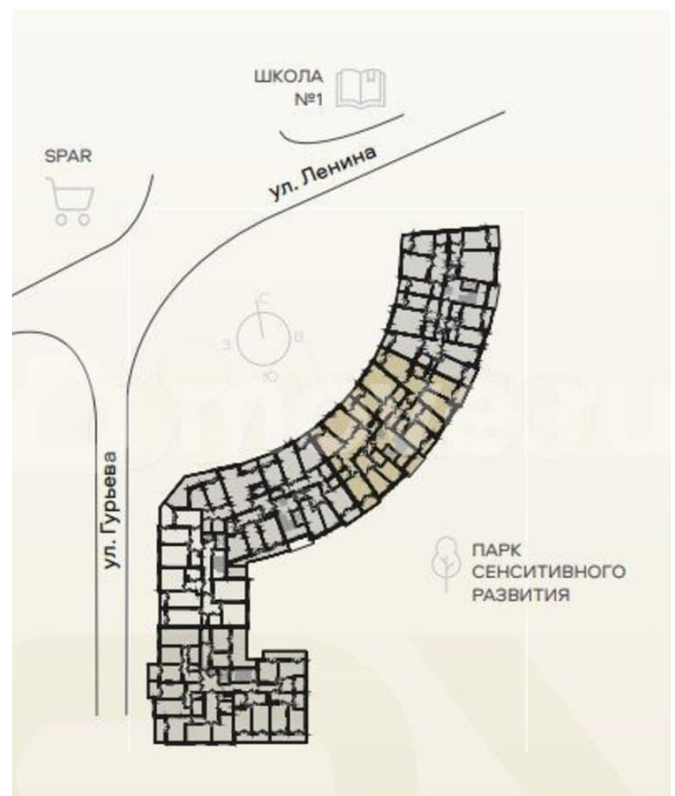 ШКОЛА
№1
SPAR
ул. Ленина
С
З
В
Ю
ул. Гурьева
ПАРК
СЕНСИТИВНОГО
РАЗВИТИЯ